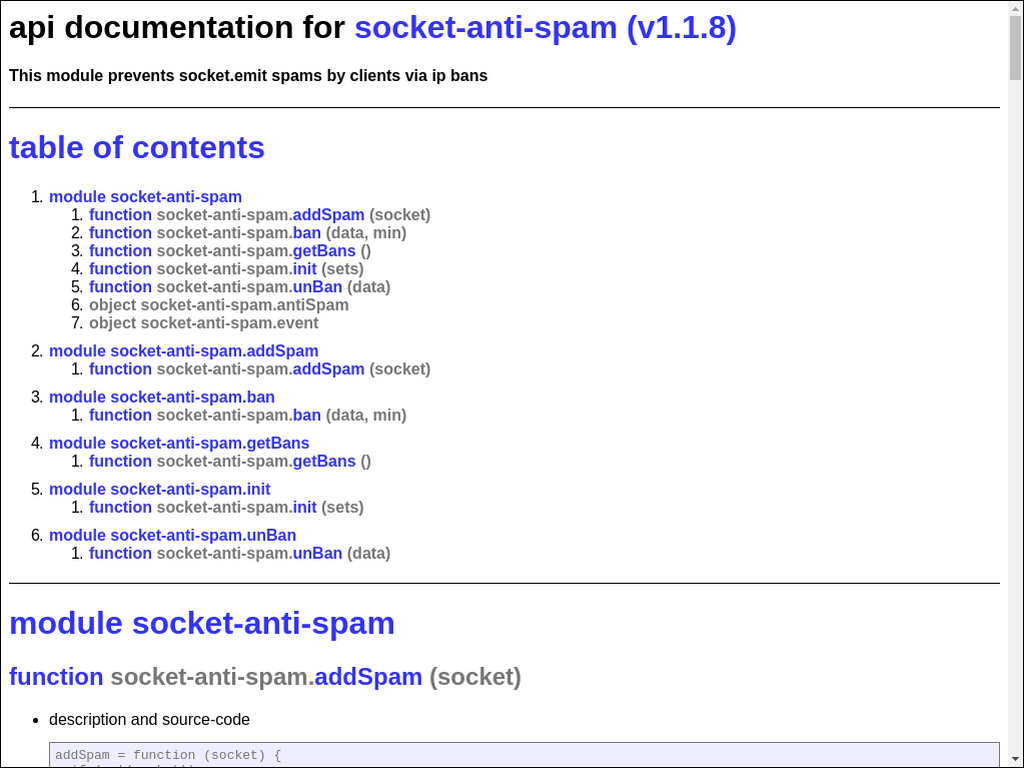 api documentation for socket-anti-spam (v1.1.8)
This module prevents socket.emit spams by clients via ip bans
table of contents
1. module socket-anti-spam
1. function socket-anti-spam.addSpam (socket)
2. function socket-anti-spam.ban (data, min)
3. function socket-anti-spam.getBans ()
4. function socket-anti-spam.init (sets)
5. function socket-anti-spam.unBan (data)
6. object socket-anti-spam.antiSpam
7. object socket-anti-spam.event
2. module socket-anti-spam.addSpam
1. function socket-anti-spam.addSpam (socket)
3. module socket-anti-spam.ban
1. function socket-anti-spam.ban (data, min)
4. module socket-anti-spam.getBans
1. function socket-anti-spam.getBans ()
5. module socket-anti-spam.init
1. function socket-anti-spam.init (sets)
6. module socket-anti-spam.unBan
1. function socket-anti-spam.unBan (data)
module socket-anti-spam
function socket-anti-spam.addSpam (socket)
• description and source-code
addSpam = function (socket) {